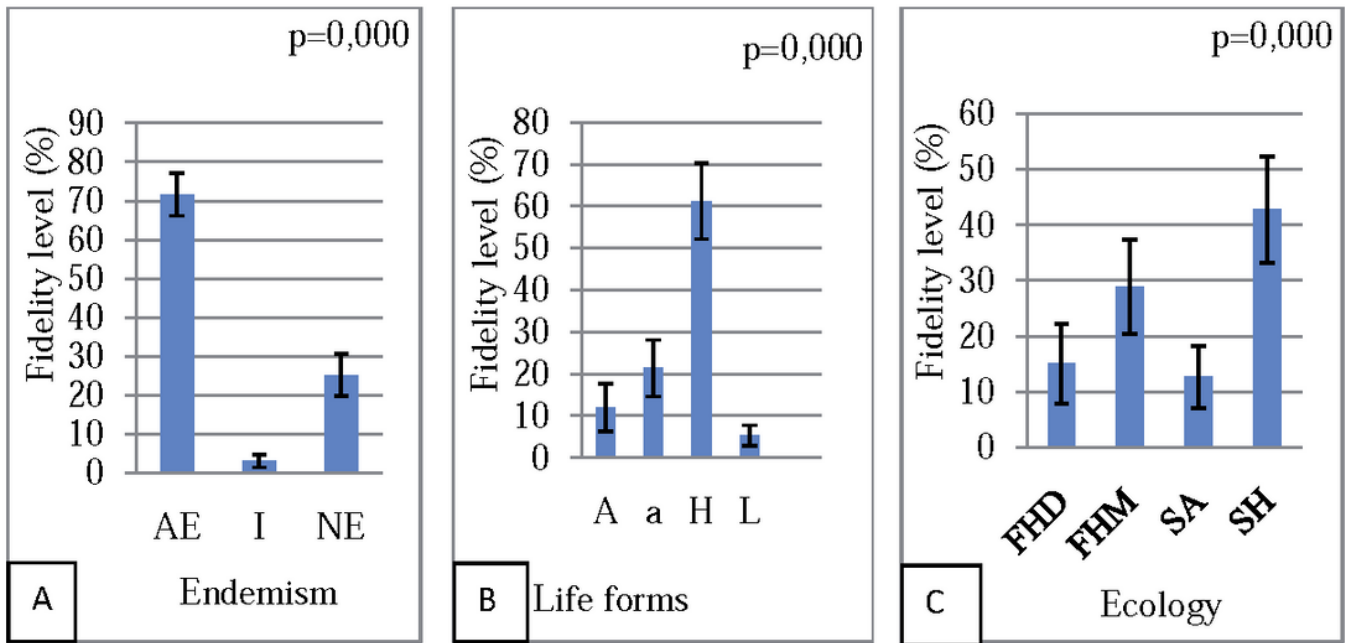 p=0,000
Fidelity level (%)
90
80
70
60
50
40
30
20
10
0
AE I NE
A
Endemism
p=0,000
Fidelity level (%)
80
70
60
50
40
30
20
10
0
A a H L
B
Life forms
p=0,000
Fidelity level (%)
60
50
40
30
20
10
0
FHD FHM SA SH
C
Ecology